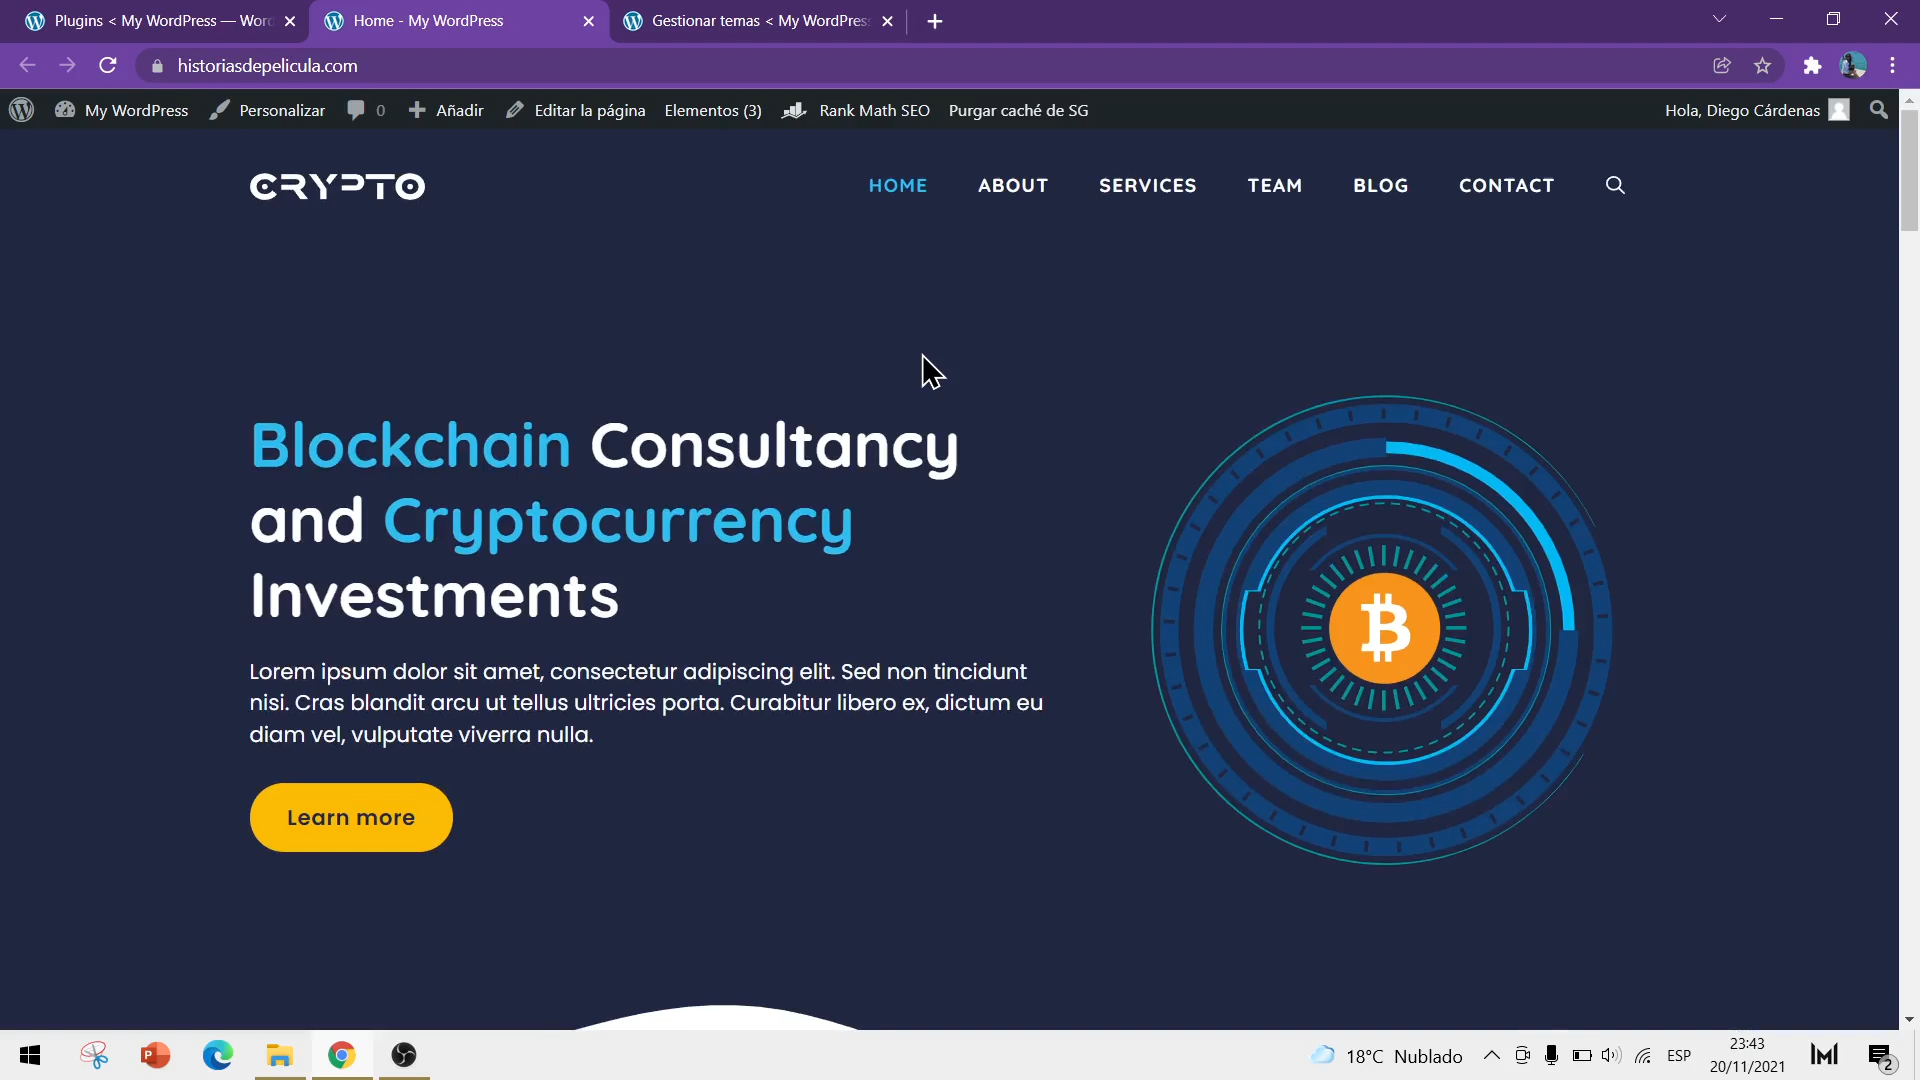 Plugins < My WordPress — Wor
Home - My WordPress
Gestionar temas < My WordPres
historiasdepelicula.com
My WordPress
Personalizar
0
Añadir
Editar la página
Elementos (3)
Rank Math SEO
Purgar caché de SG
Hola, Diego Cárdenas
CRYPTO
HOME
ABOUT
SERVICES
TEAM
BLOG
CONTACT
Blockchain Consultancy
and Cryptocurrency
Investments
Lorem ipsum dolor sit amet, consectetur adipiscing elit. Sed non tincidunt
nisi. Cras blandit arcu ut tellus ultricies porta. Curabitur libero ex, dictum eu
diam vel, vulputate viverra nulla.
Learn more
18°C Nublado
ESP
23:43
20/11/2021
2